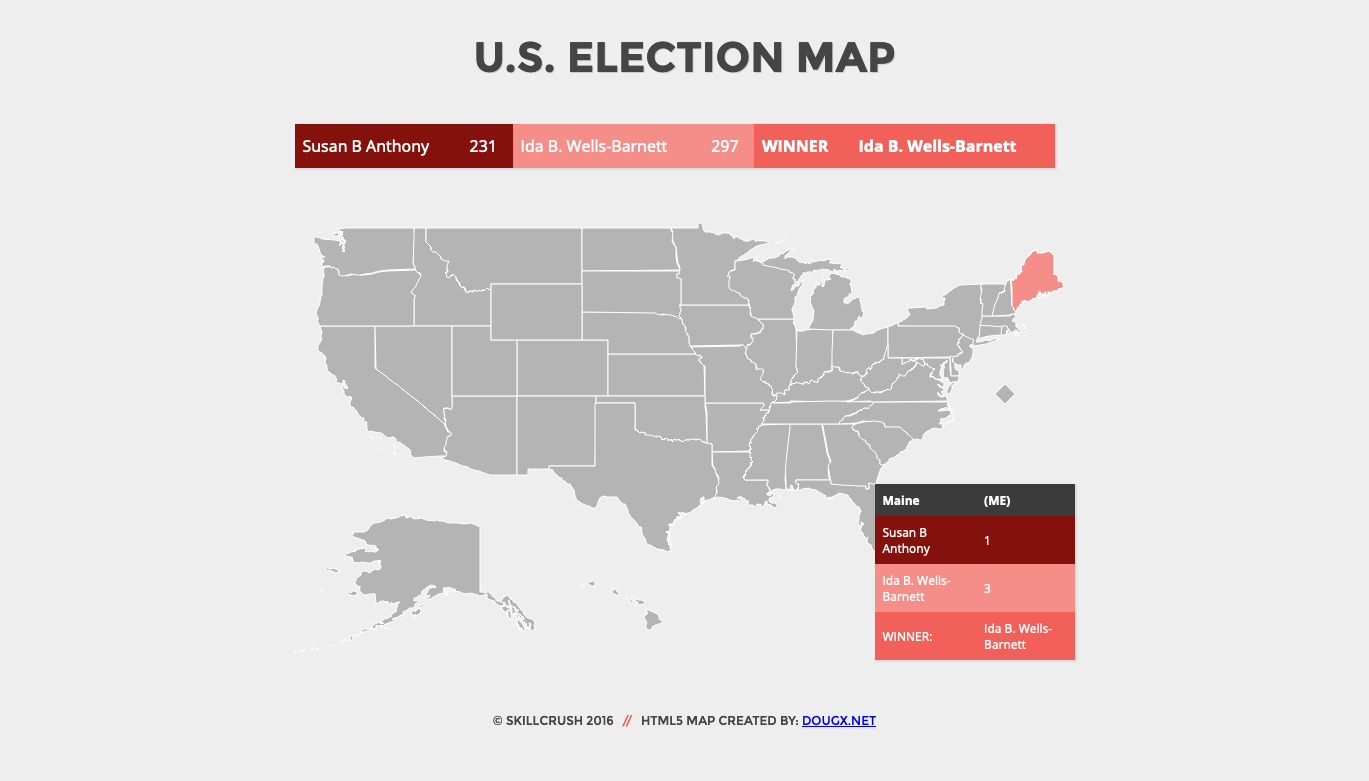 U.S. ELECTION MAP
Susan B Anthony 231 Ida B. Wells-Barnett 297 WINNER Ida B. Wells-Barnett
Maine (ME)
Susan B
Anthony 1
Ida B. Wells-
Barnett 3
WINNER: Ida B. Wells-
Barnett
© SKILLCRUSH 2016 // HTML5 MAP CREATED BY: DOUGX.NET